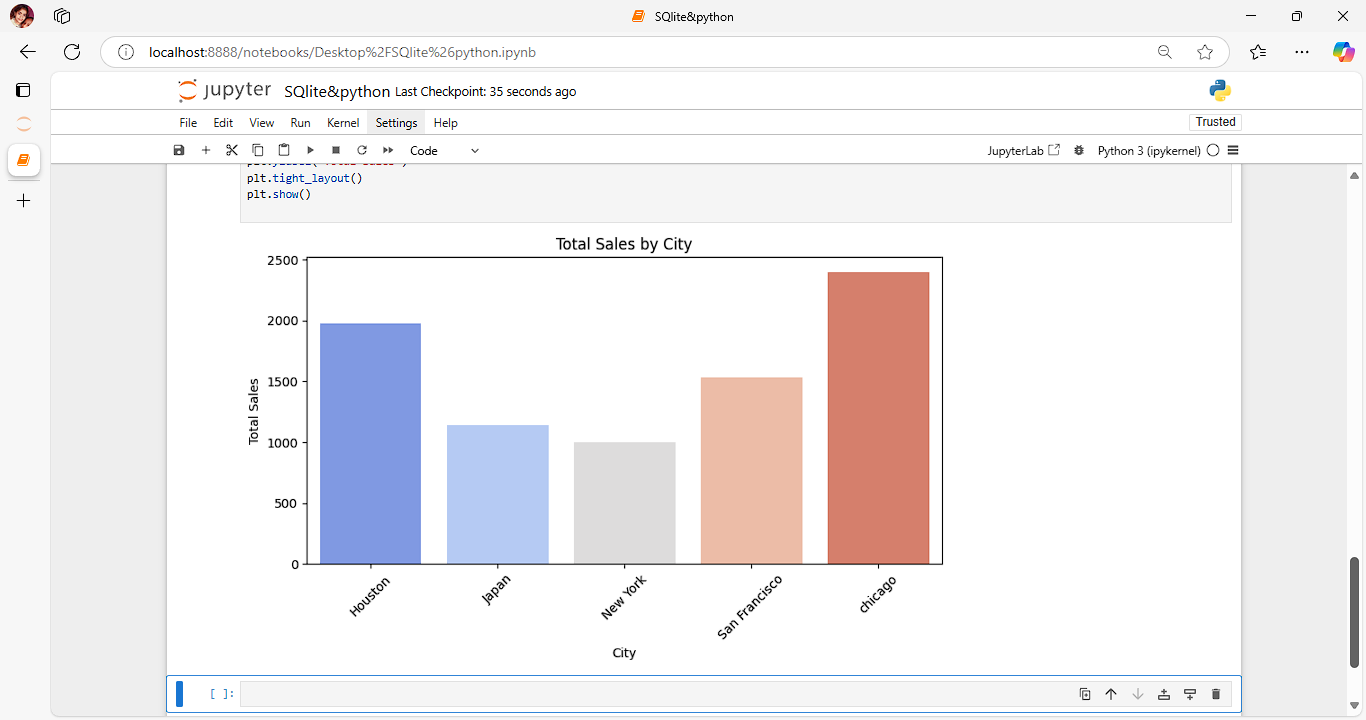 SQlite&python
localhost:8888/notebooks/Desktop%2FSQlite%26python.ipynb
jupyter SQlite&python Last Checkpoint: 35 seconds ago
File Edit View Run Kernel Settings Help Trusted
Code JupyterLab Python 3 (ipykernel)
plt.tight_layout()
plt.show()
Total Sales by City
2500
2000
1500
1000
500
0
Total Sales
Houston Japan New York San Francisco chicago
City
[ ]: